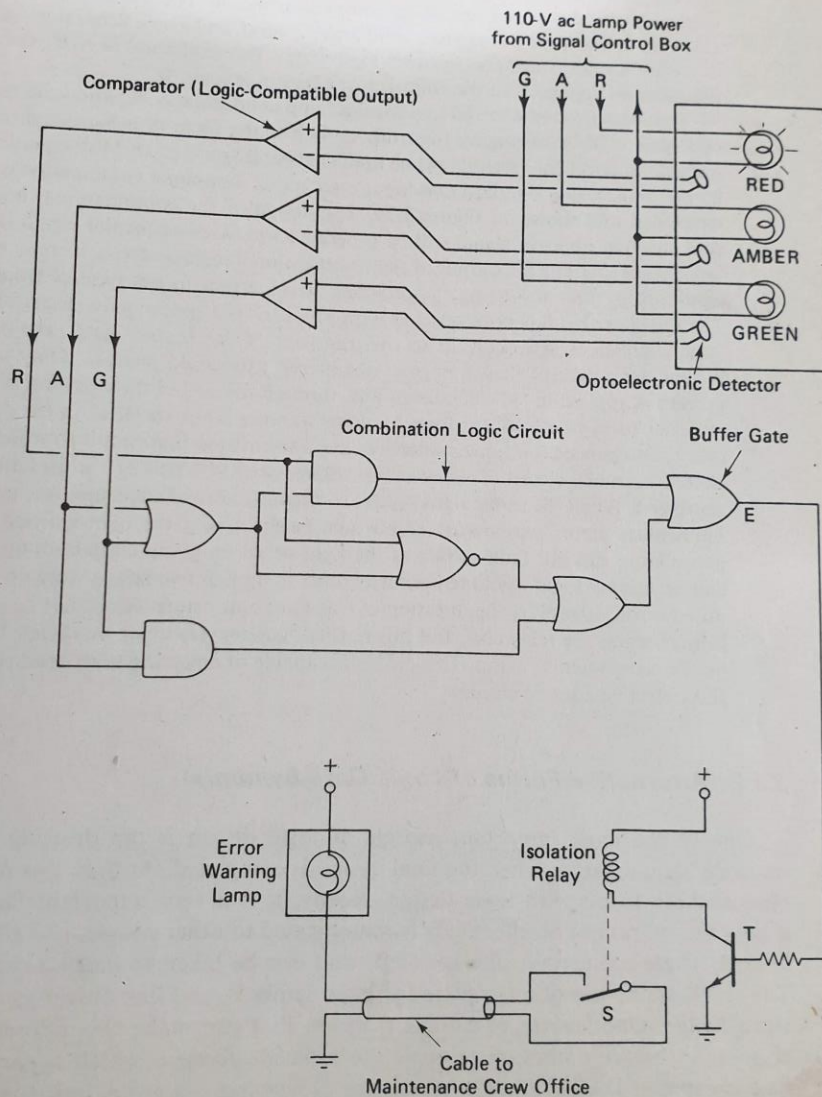 110-V ac Lamp Power
from Signal Control Box
G A R
Comparator (Logic-Compatible Output)
+
−
RED
+
−
AMBER
+
−
GREEN
R A G
Optoelectronic Detector
Combination Logic Circuit
Buffer Gate
E
+
+
Error
Warning
Lamp
Isolation
Relay
T
S
Cable to
Maintenance Crew Office